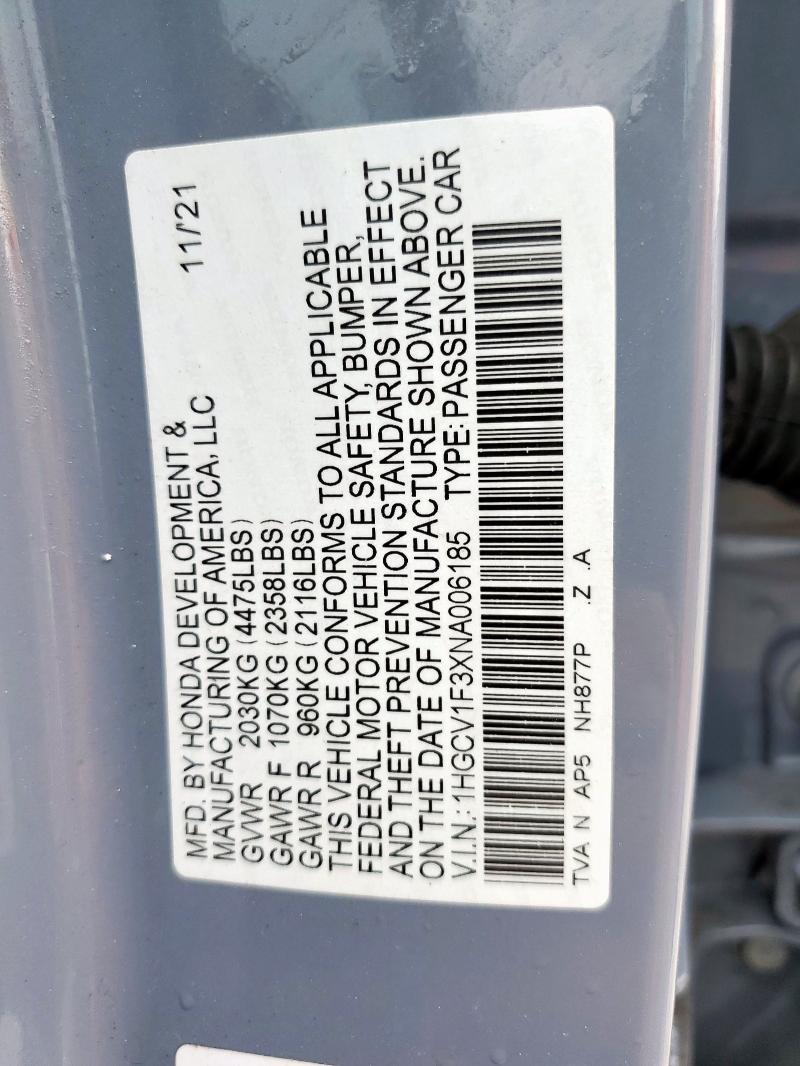 MFD. BY HONDA DEVELOPMENT &
MANUFACTURING OF AMERICA, LLC 11/'21
GVWR 2030KG (4475LBS)
GAWR F 1070KG (2358LBS)
GAWR R 960KG (2116LBS)
THIS VEHICLE CONFORMS TO ALL APPLICABLE
FEDERAL MOTOR VEHICLE SAFETY, BUMPER,
AND THEFT PREVENTION STANDARDS IN EFFECT
ON THE DATE OF MANUFACTURE SHOWN ABOVE.
V.I.N.: 1HGCV1F3XNA006185 TYPE: PASSENGER CAR
TVA N AP5 NH877P .Z .A